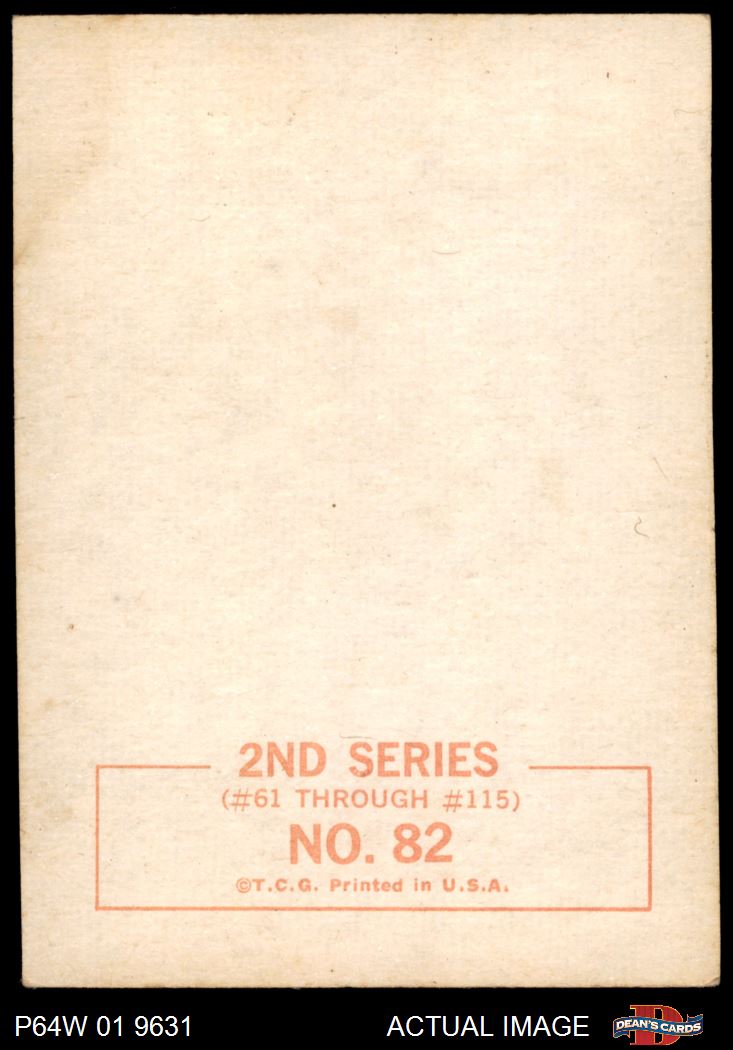 2ND SERIES
(#61 THROUGH #115)
NO. 82
©T.C.G. Printed in U.S.A.
P64W 01 9631
ACTUAL IMAGE
DEAN'S CARDS